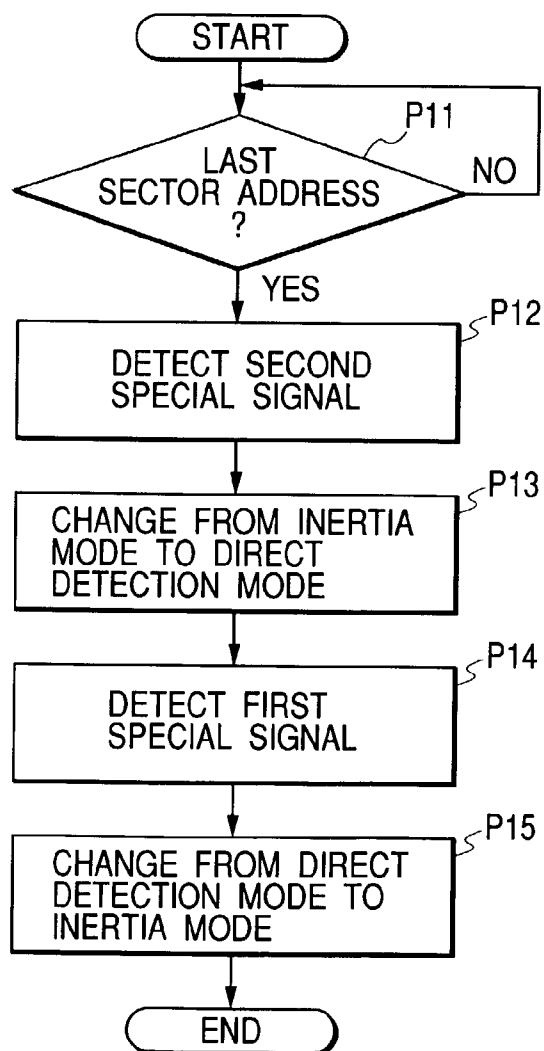 START
P11
LAST
SECTOR ADDRESS
?
NO
YES
P12
DETECT SECOND
SPECIAL SIGNAL
P13
CHANGE FROM INERTIA
MODE TO DIRECT
DETECTION MODE
P14
DETECT FIRST
SPECIAL SIGNAL
P15
CHANGE FROM DIRECT
DETECTION MODE TO
INERTIA MODE
END